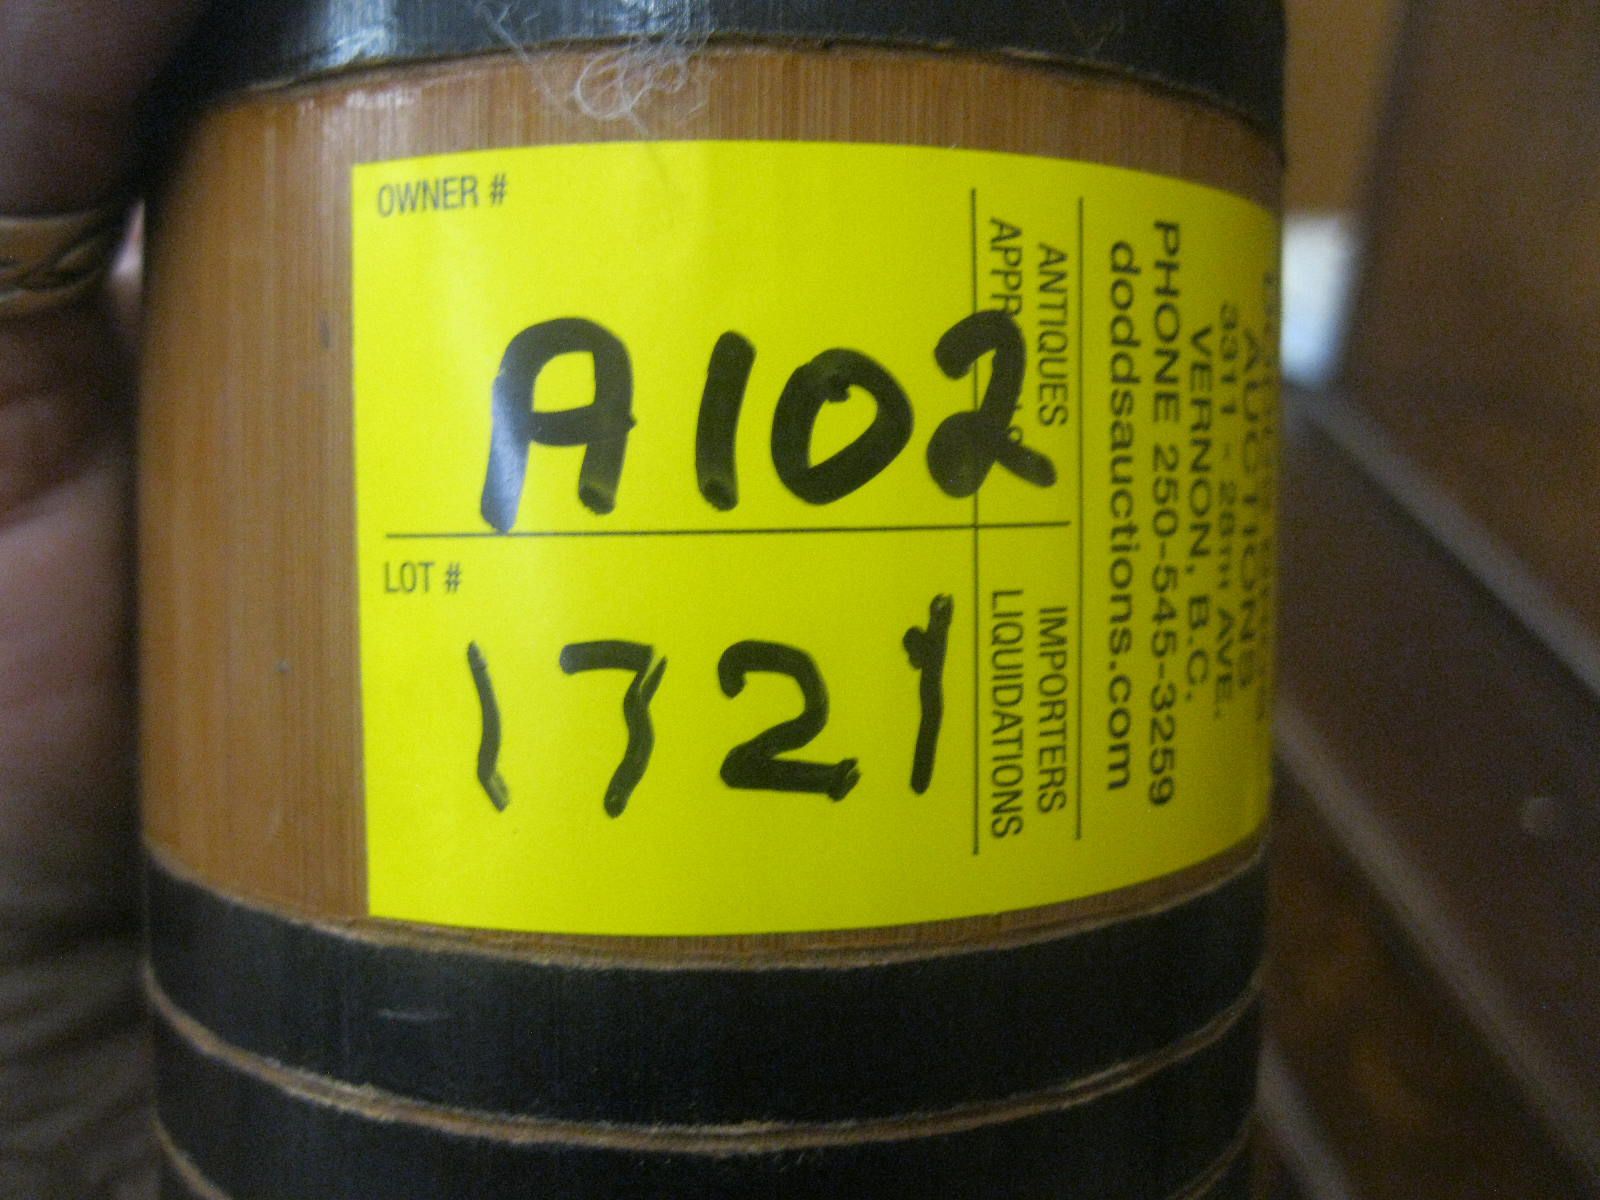 OWNER #
A102
LOT #
1721
AUCTIONS
3311 - 28TH AVE.
VERNON, B.C.
PHONE 250-545-3259
doddsauctions.com
ANTIQUES IMPORTERS
LIQUIDATIONS